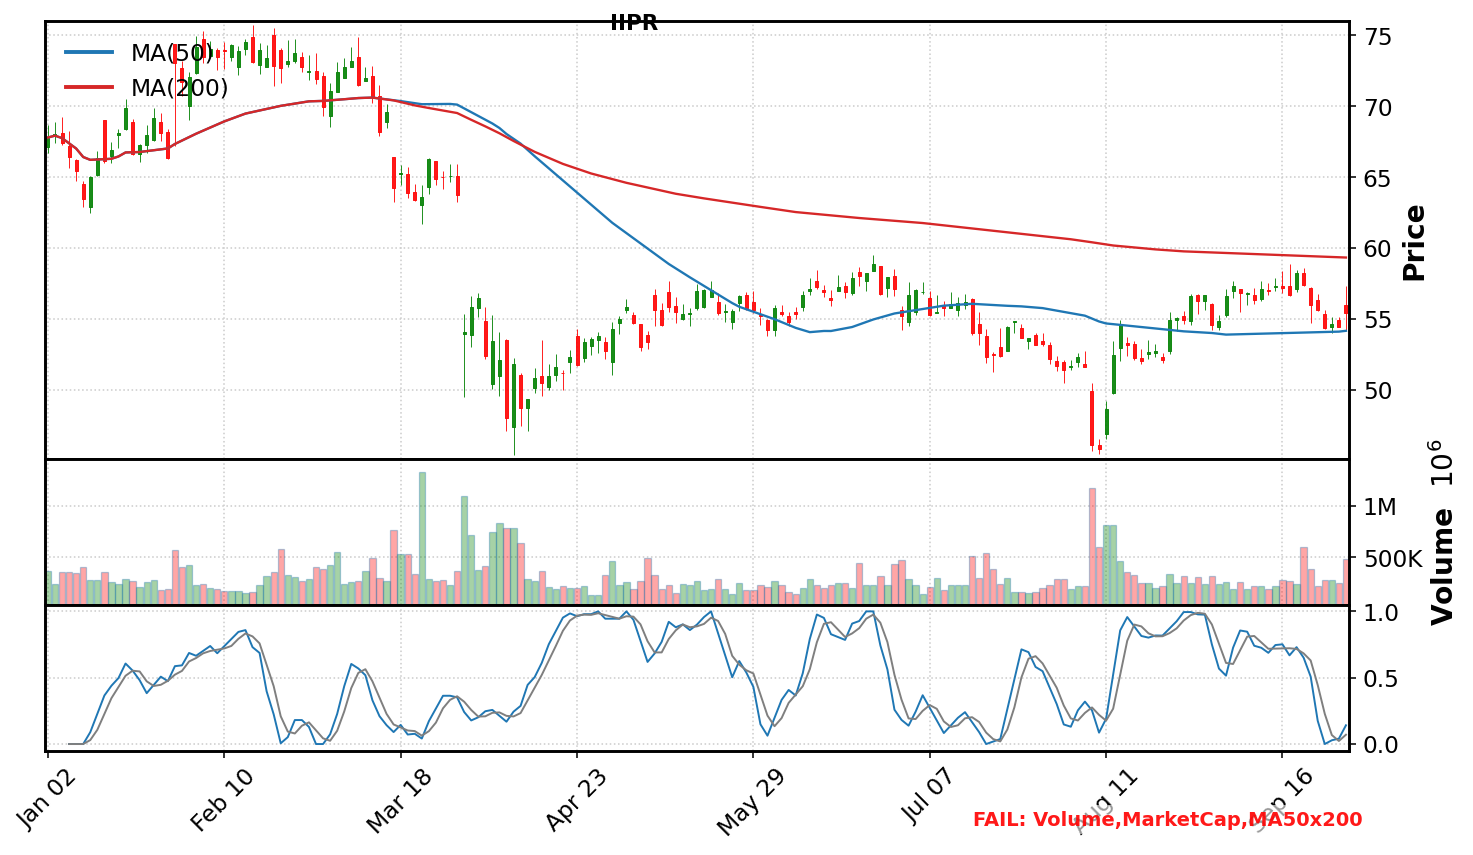 IIPR
MA(50)
MA(200)
75
70
65
60
55
50
Price
1M
500K
Volume 10^6
1.0
0.5
0.0
Jan 02
Feb 10
Mar 18
Apr 23
May 29
Jul 07
Aug 11
Sep 16
FAIL: Volume,MarketCap,MA50x200